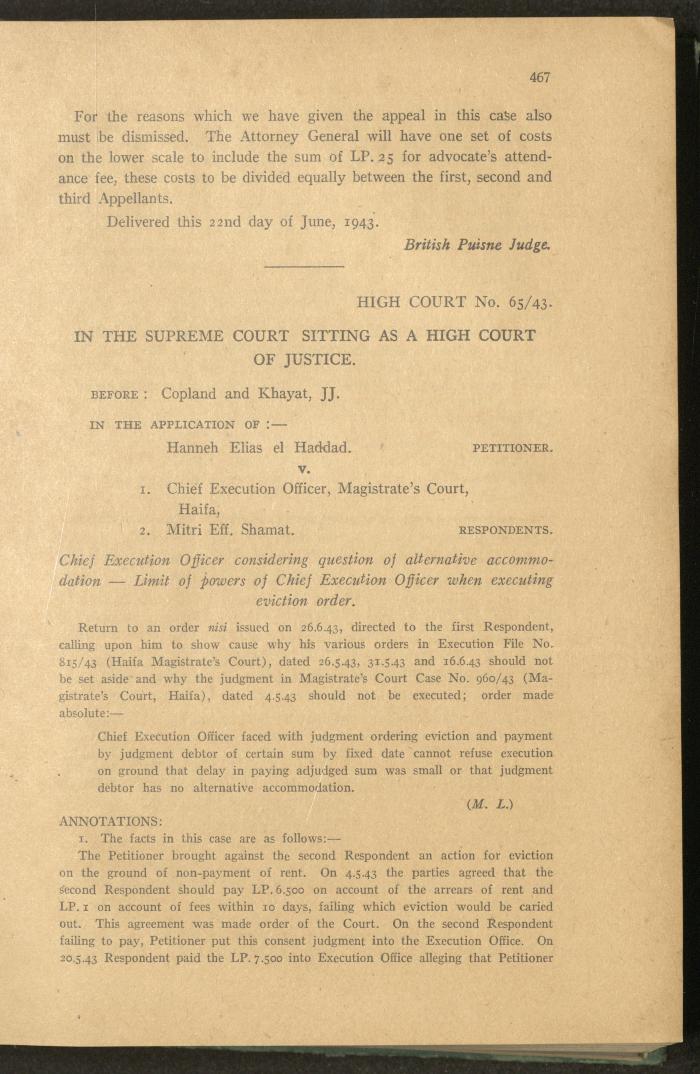 467
For the reasons which we have given the appeal in this case also
must be dismissed. The Attorney General will have one set of costs
on the lower scale to include the sum of LP. 25 for advocate's attend-
ance fee, these costs to be divided equally between the first, second and
third Appellants.
Delivered this 22nd day of June, 1943.
British Puisne Judge.
HIGH COURT No. 65/43.
IN THE SUPREME COURT SITTING AS A HIGH COURT
OF JUSTICE.
BEFORE : Copland and Khayat, JJ.
IN THE APPLICATION OF :—
Hanneh Elias el Haddad. PETITIONER.
v.
1. Chief Execution Officer, Magistrate's Court,
Haifa,
2. Mitri Eff. Shamat. RESPONDENTS.
Chief Execution Officer considering question of alternative accommo-
dation — Limit of powers of Chief Execution Officer when executing
eviction order.
Return to an order nisi issued on 26.6.43, directed to the first Respondent,
calling upon him to show cause why his various orders in Execution File No.
815/43 (Haifa Magistrate's Court), dated 26.5.43, 31.5.43 and 16.6.43 should not
be set aside and why the judgment in Magistrate's Court Case No. 960/43 (Ma-
gistrate's Court, Haifa), dated 4.5.43 should not be executed; order made
absolute:—
Chief Execution Officer faced with judgment ordering eviction and payment
by judgment debtor of certain sum by fixed date cannot refuse execution
on ground that delay in paying adjudged sum was small or that judgment
debtor has no alternative accommodation.
(M. L.)
ANNOTATIONS:
1. The facts in this case are as follows:—
The Petitioner brought against the second Respondent an action for eviction
on the ground of non-payment of rent. On 4.5.43 the parties agreed that the
second Respondent should pay LP. 6.500 on account of the arrears of rent and
LP. 1 on account of fees within 10 days, failing which eviction would be caried
out. This agreement was made order of the Court. On the second Respondent
failing to pay, Petitioner put this consent judgment into the Execution Office. On
20.5.43 Respondent paid the LP. 7.500 into Execution Office alleging that Petitioner